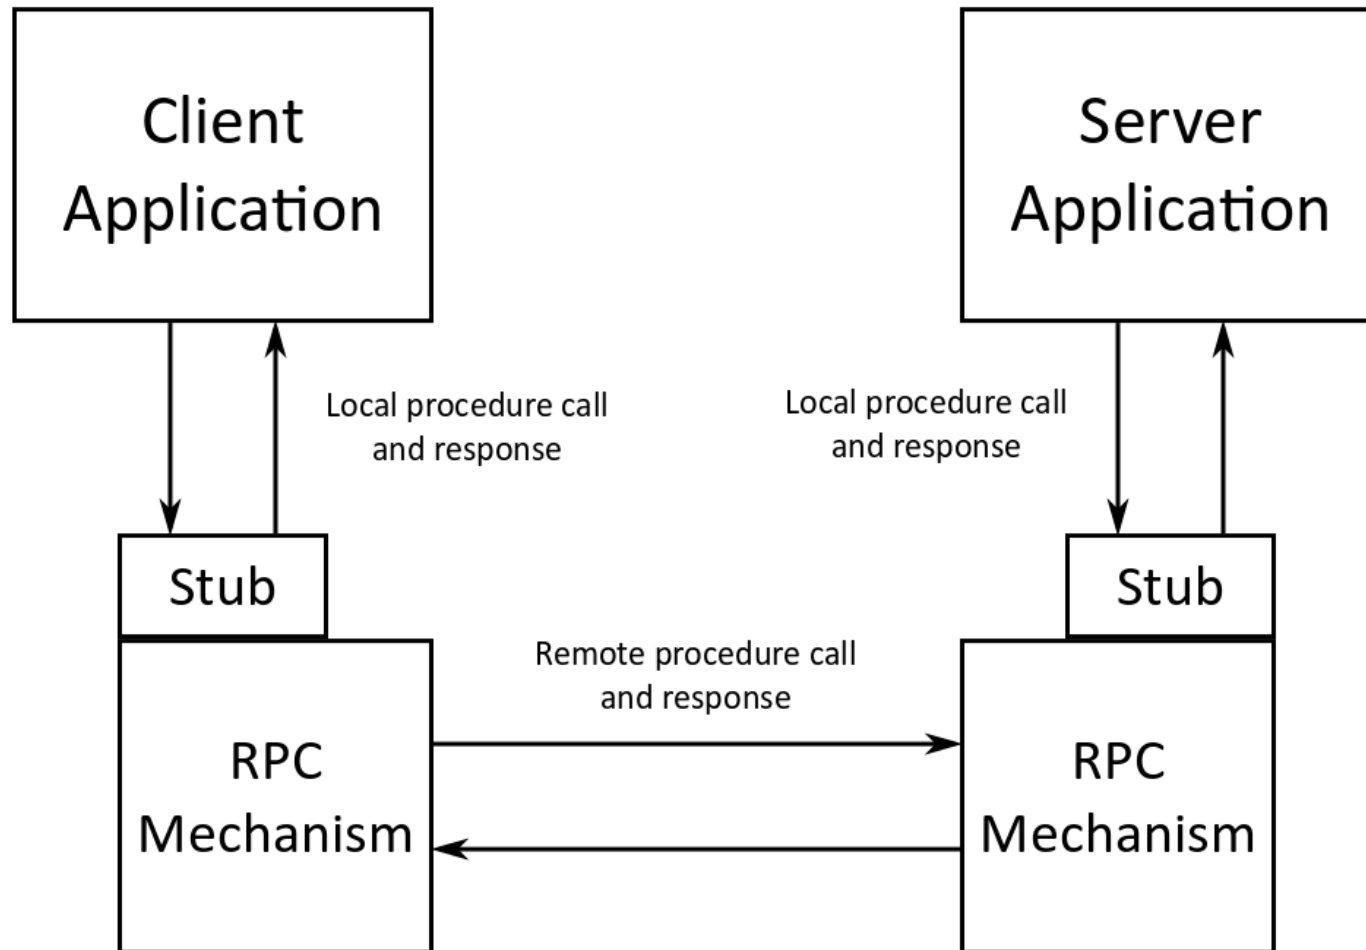 Client
Application
Server
Application
Local procedure call
and response
Local procedure call
and response
Stub
Stub
Remote procedure call
and response
RPC
Mechanism
RPC
Mechanism